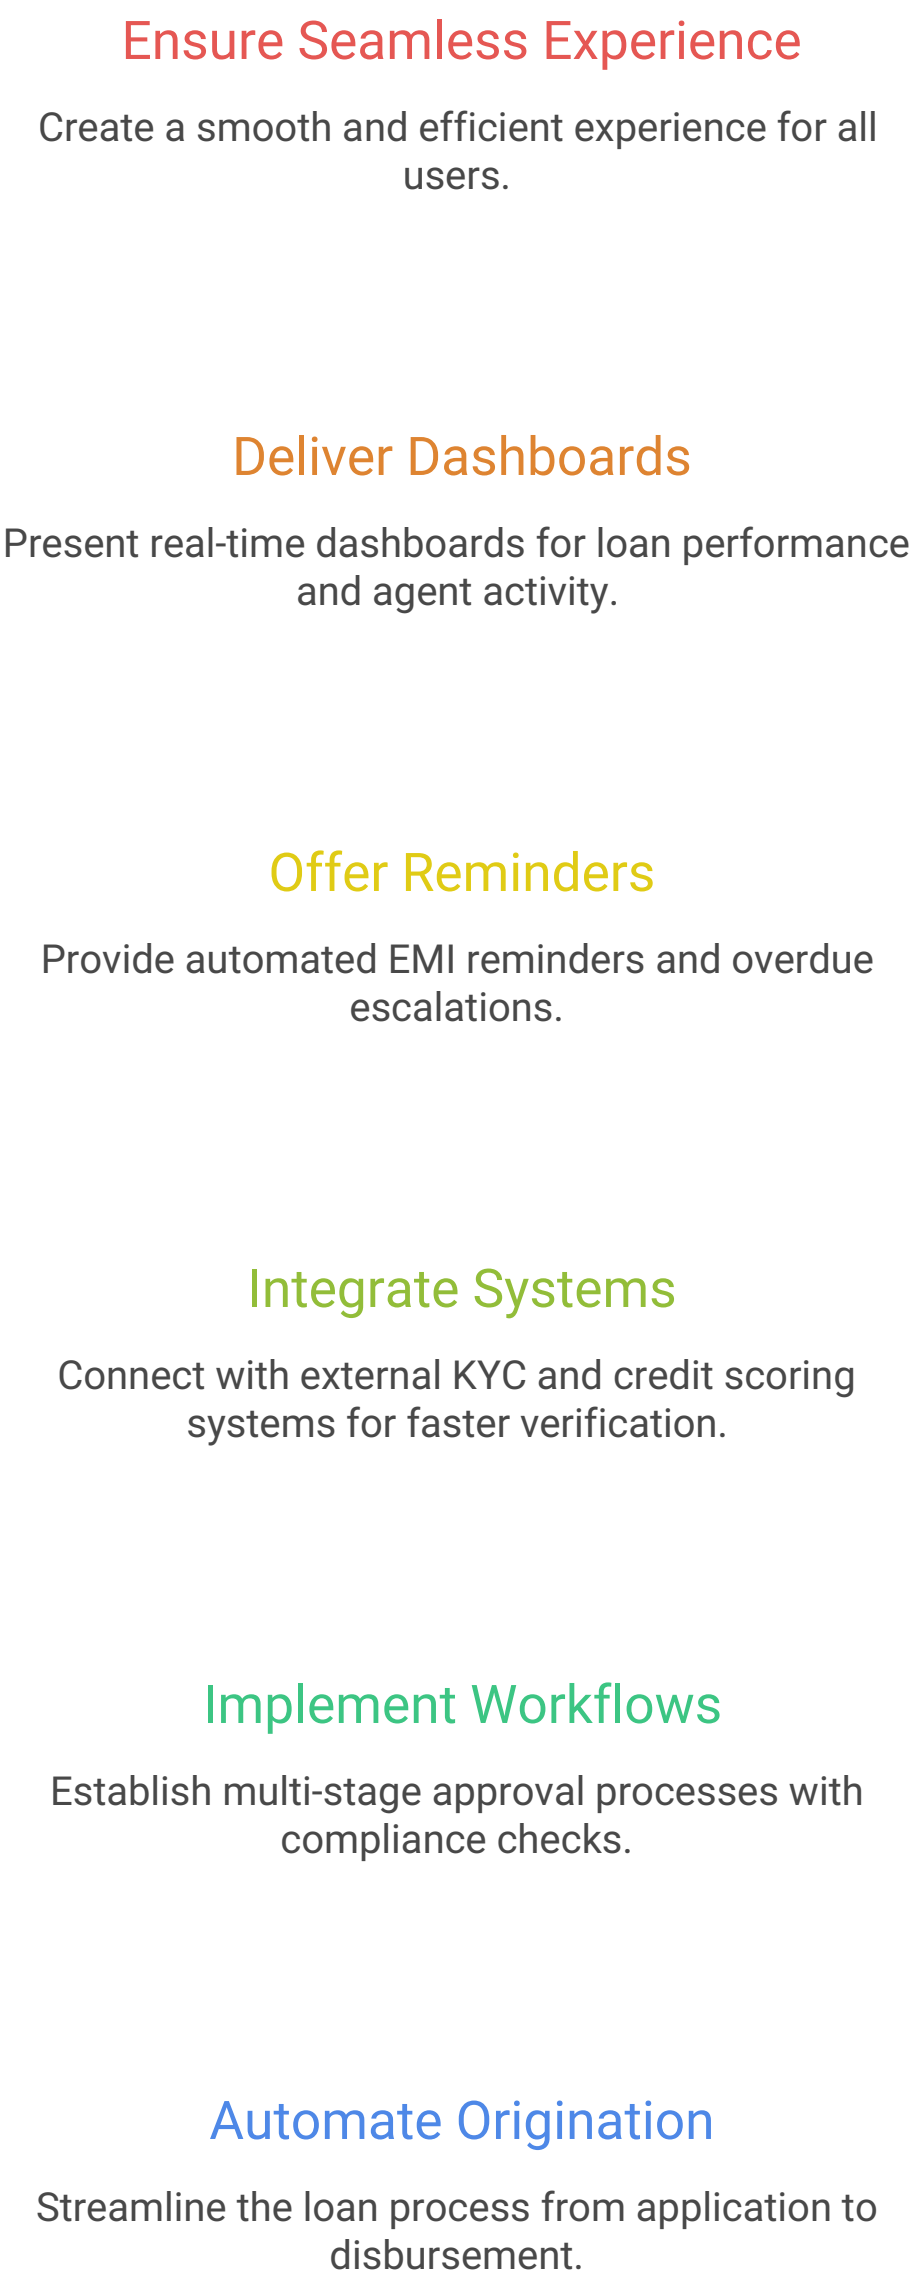 Ensure Seamless Experience
Create a smooth and efficient experience for all
users.
Deliver Dashboards
Present real-time dashboards for loan performance
and agent activity.
Offer Reminders
Provide automated EMI reminders and overdue
escalations.
Integrate Systems
Connect with external KYC and credit scoring
systems for faster verification.
Implement Workflows
Establish multi-stage approval processes with
compliance checks.
Automate Origination
Streamline the loan process from application to
disbursement.